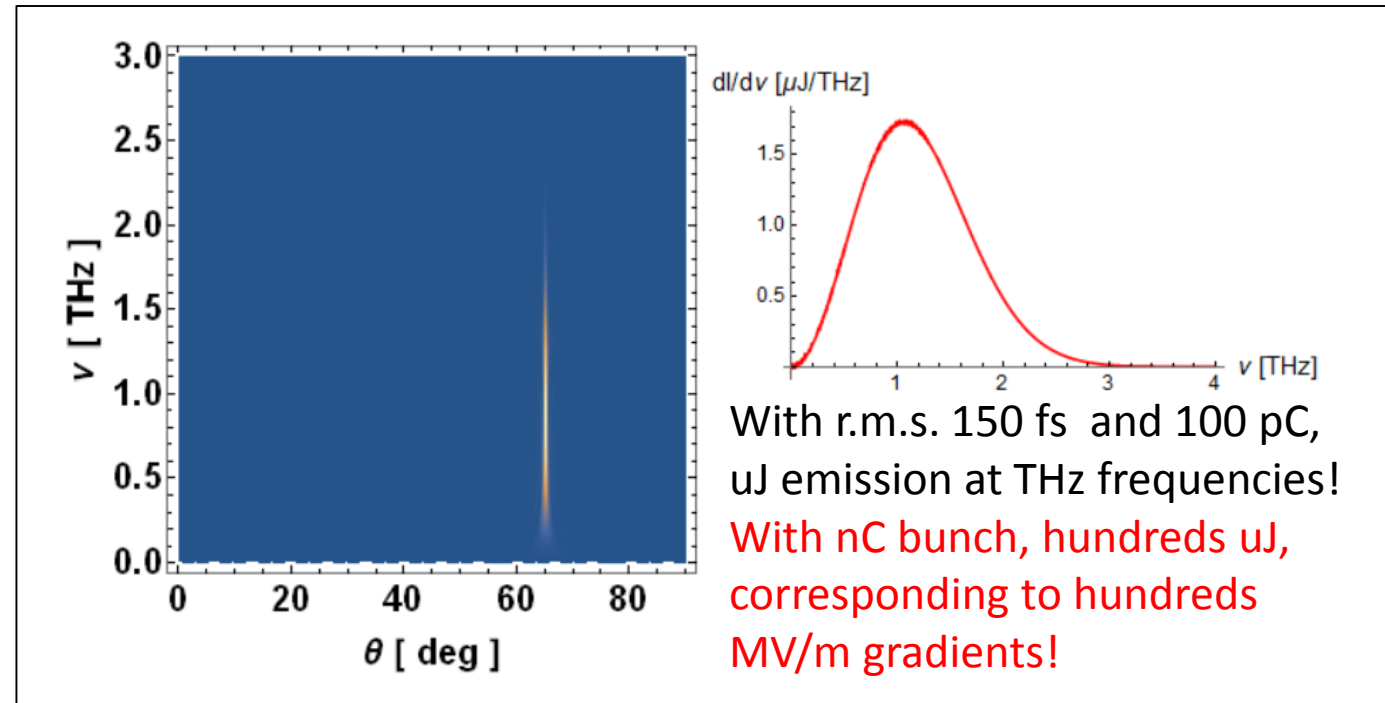 3.0
2.5
2.0
1.5
1.0
0.5
0.0
ν [ THz ]
0 20 40 60 80
θ [ deg ]
dI/dν [μJ/THz]
1.5
1.0
0.5
1 2 3 4
ν [THz]
With r.m.s. 150 fs and 100 pC,
uJ emission at THz frequencies!
With nC bunch, hundreds uJ,
corresponding to hundreds
MV/m gradients!